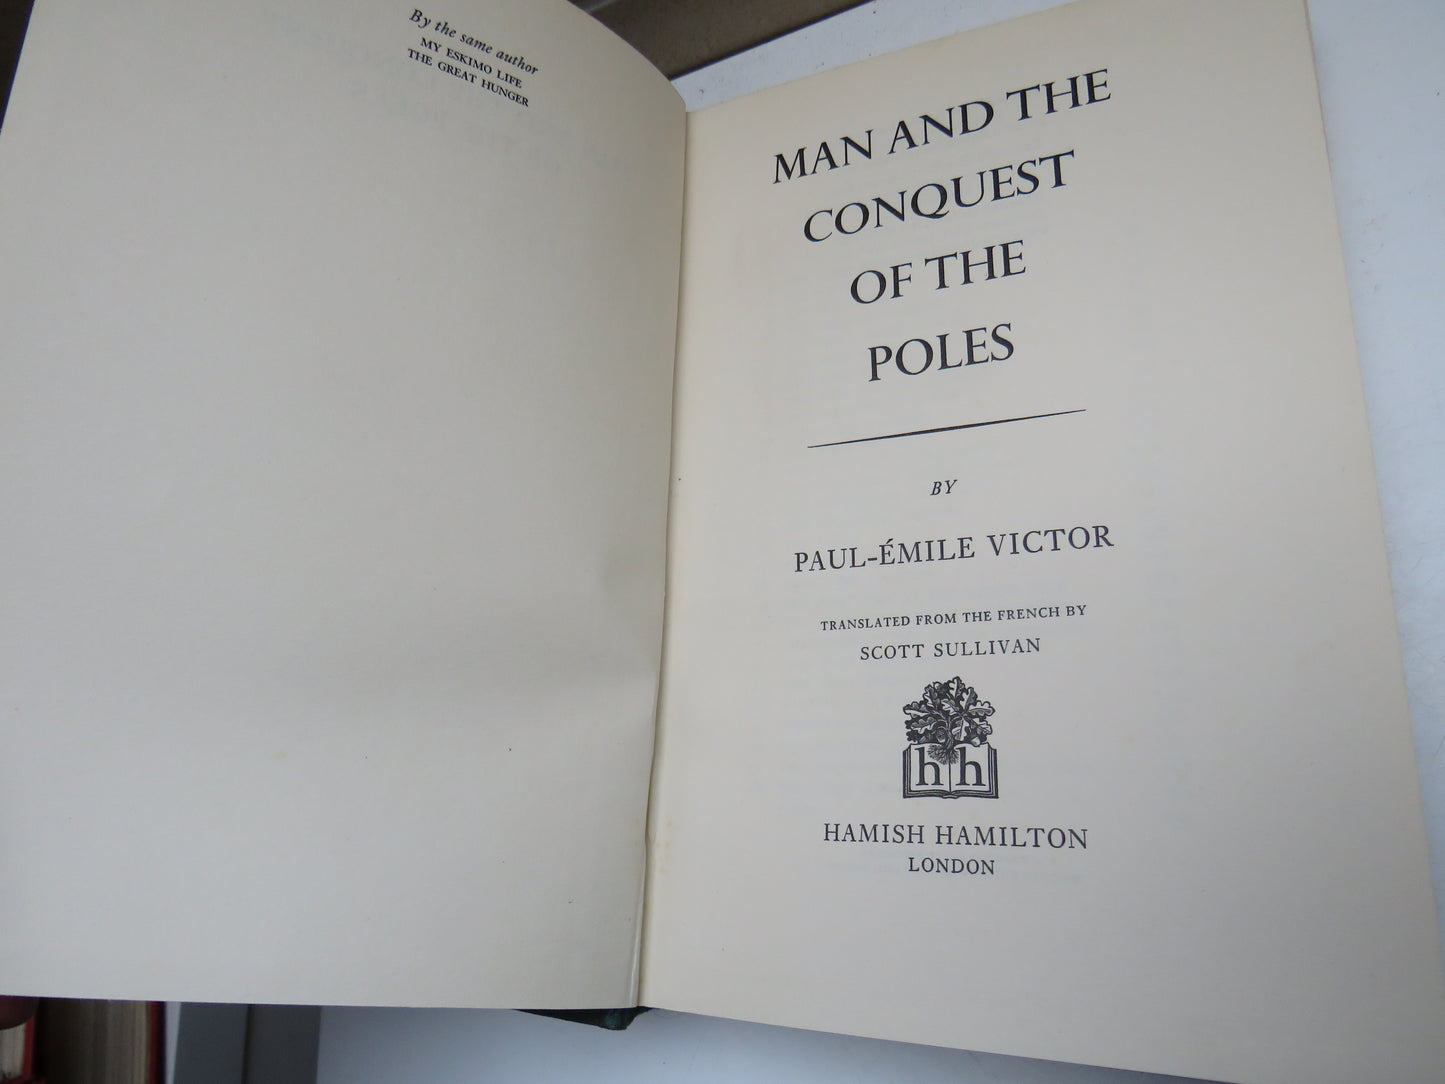 By the same author
MY ESKIMO LIFE
THE GREAT HUNGER
MAN AND THE
CONQUEST
OF THE
POLES
BY
PAUL-ÉMILE VICTOR
TRANSLATED FROM THE FRENCH BY
SCOTT SULLIVAN
h h
HAMISH HAMILTON
LONDON